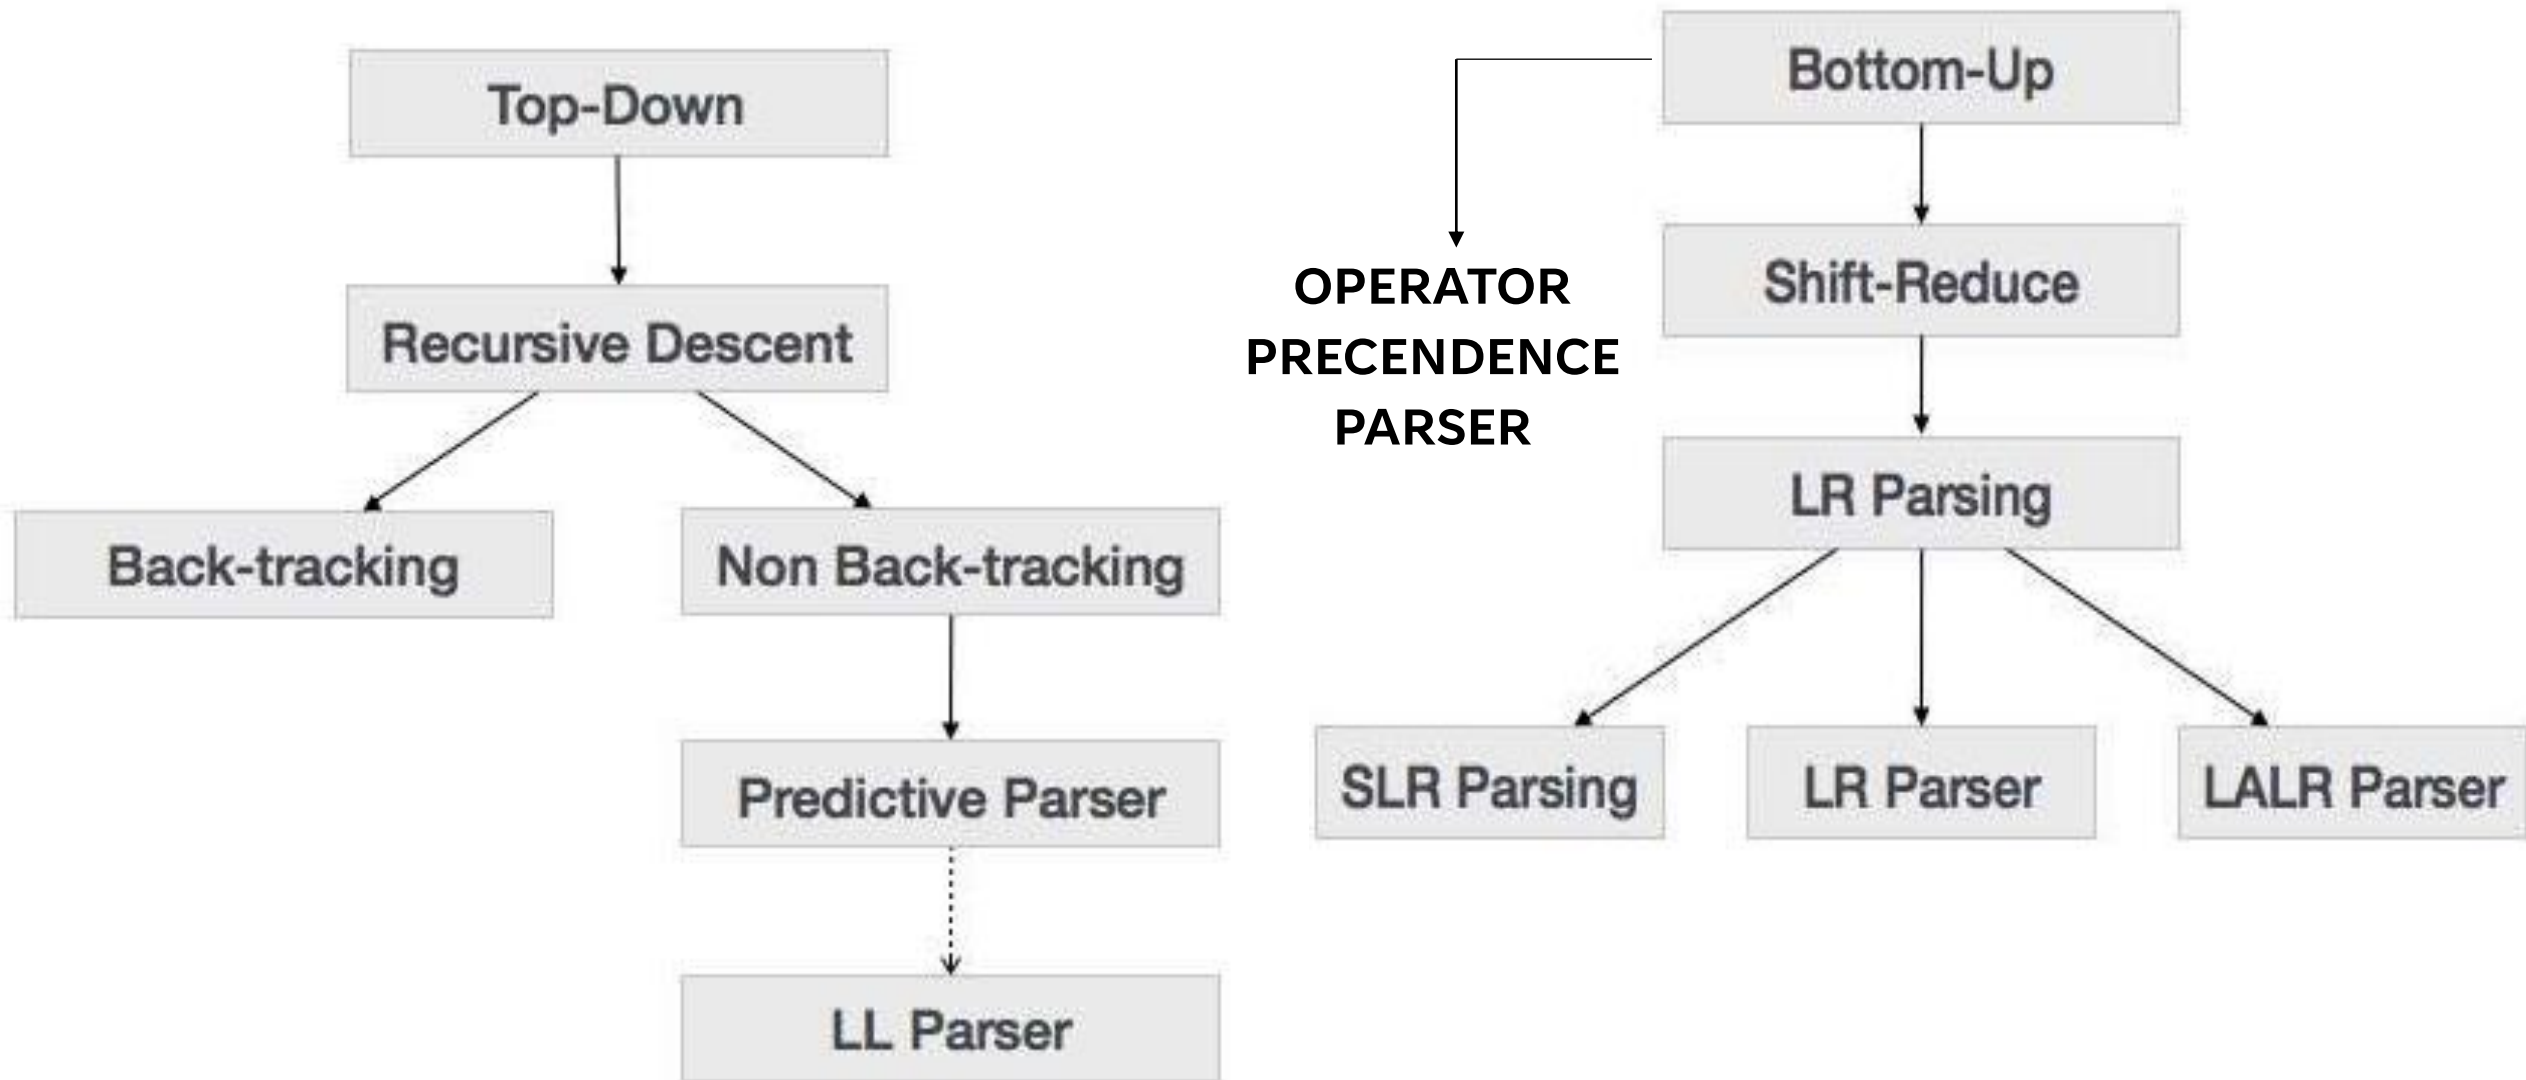 Top-Down
Recursive Descent
Back-tracking
Non Back-tracking
Predictive Parser
LL Parser
Bottom-Up
OPERATOR
PRECENDENCE
PARSER
Shift-Reduce
LR Parsing
SLR Parsing
LR Parser
LALR Parser